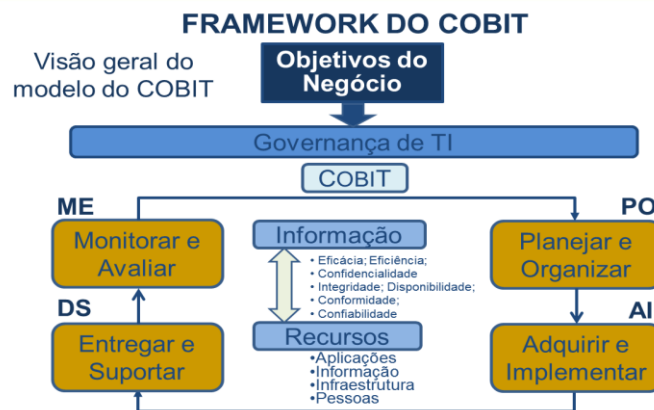 FRAMEWORK DO COBIT
Visão geral do
modelo do COBIT
Objetivos do
Negócio
Governança de TI
COBIT
ME
Monitorar e
Avaliar
DS
Entregar e
Suportar
Informação
• Eficácia; Eficiência;
• Confidencialidade
• Integridade; Disponibilidade;
• Conformidade;
• Confiabilidade
Recursos
•Aplicações
•Informação
•Infraestrutura
•Pessoas
PO
Planejar e
Organizar
AI
Adquirir e
Implementar